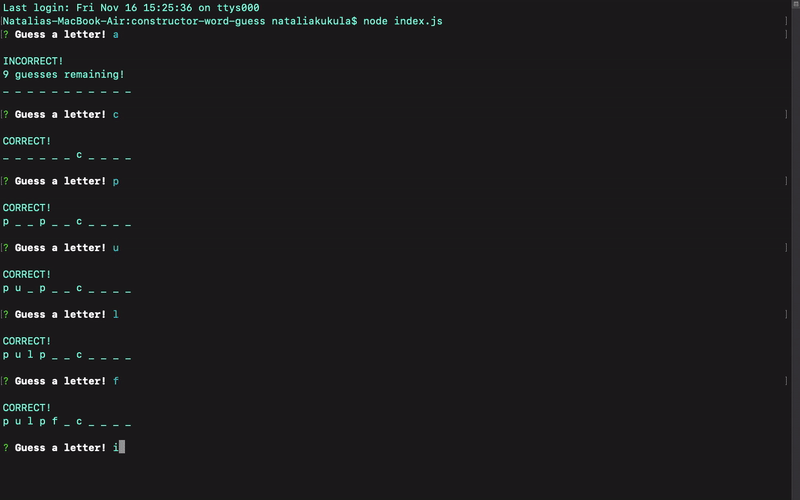 Last login: Fri Nov 16 15:25:36 on ttys000
[Natalias-MacBook-Air:constructor-word-guess nataliakukula$ node index.js ]
[? Guess a letter! a ]
INCORRECT!
9 guesses remaining!
_ _ _ _ _ _ _ _ _ _ _
[? Guess a letter! c ]
CORRECT!
_ _ _ _ _ _ c _ _ _ _
[? Guess a letter! p ]
CORRECT!
p _ _ p _ _ c _ _ _ _
[? Guess a letter! u ]
CORRECT!
p u _ p _ _ c _ _ _ _
[? Guess a letter! l ]
CORRECT!
p u l p _ _ c _ _ _ _
[? Guess a letter! f ]
CORRECT!
p u l p f _ c _ _ _ _
? Guess a letter! i